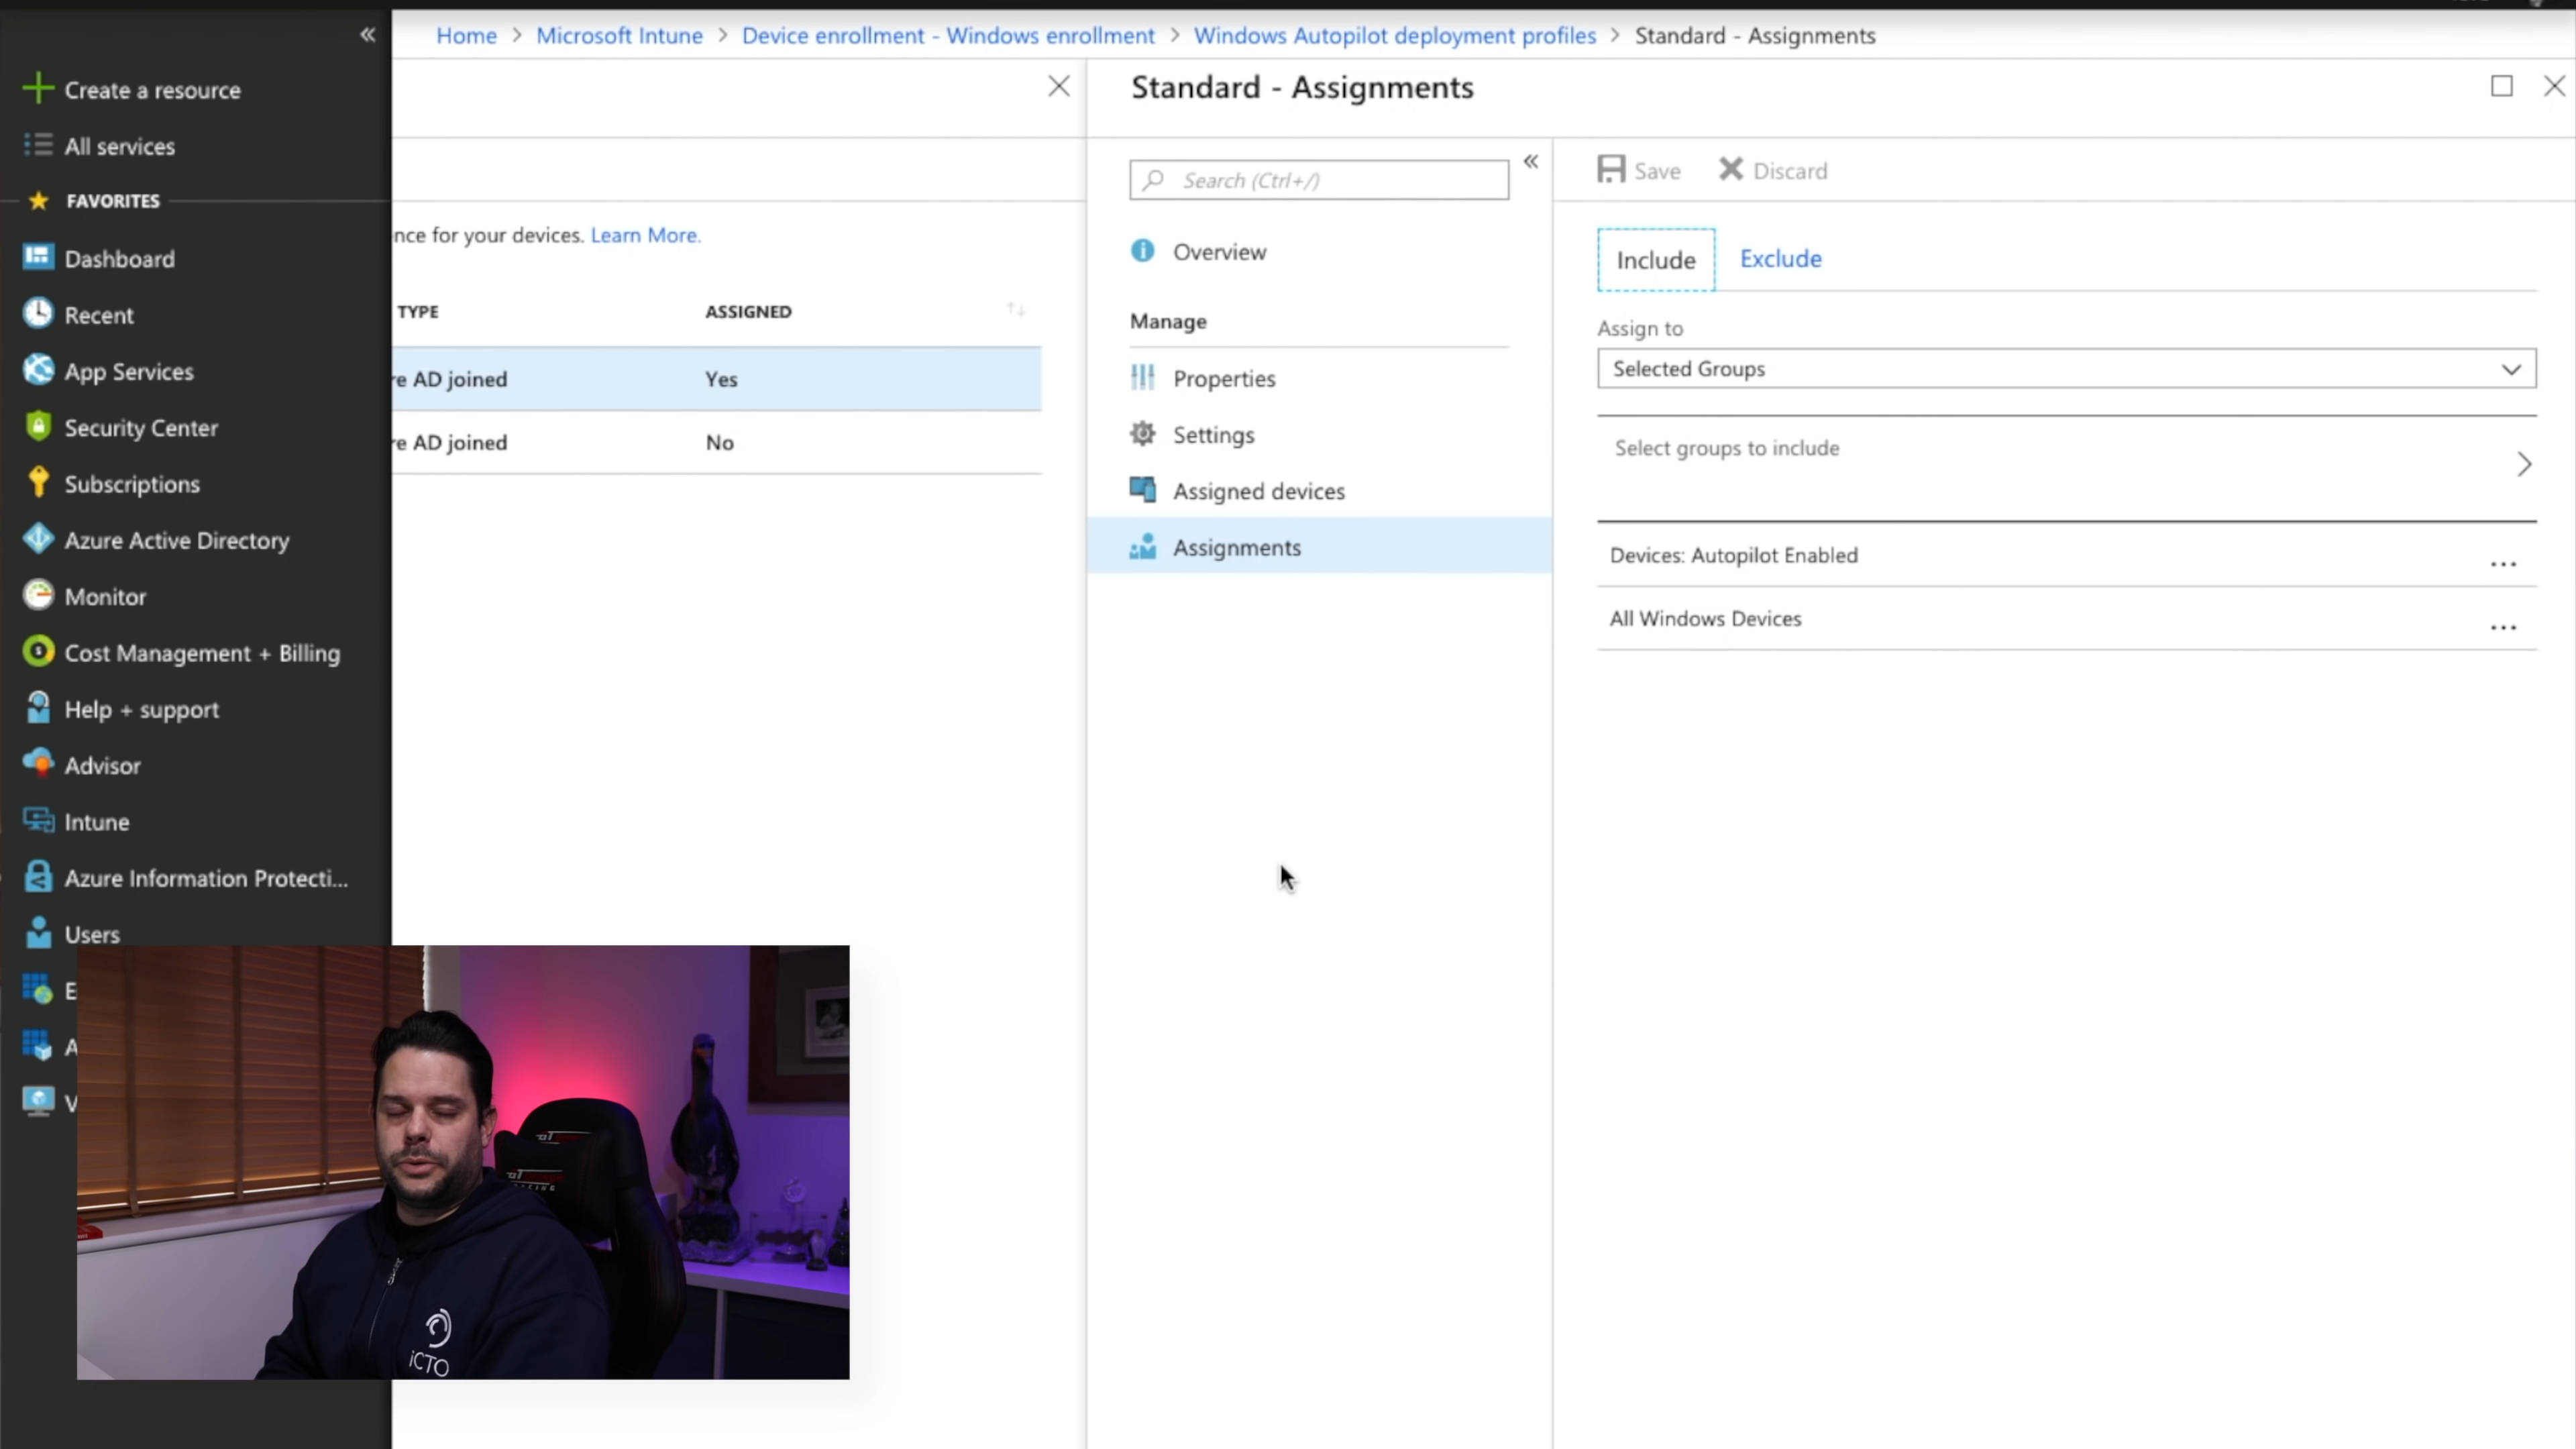 Home > Microsoft Intune > Device enrollment - Windows enrollment > Windows Autopilot deployment profiles > Standard - Assignments
Create a resource
All services
FAVORITES
Dashboard
Recent
App Services
Security Center
Subscriptions
Azure Active Directory
Monitor
Cost Management + Billing
Help + support
Advisor
Intune
Azure Information Protecti...
Users
E
A
V
nce for your devices. Learn More.
TYPE ASSIGNED
re AD joined Yes
re AD joined No
Standard - Assignments
Search (Ctrl+/)
Overview
Manage
Properties
Settings
Assigned devices
Assignments
Save Discard
Include Exclude
Assign to
Selected Groups
Select groups to include
Devices: Autopilot Enabled ...
All Windows Devices ...
iCTO